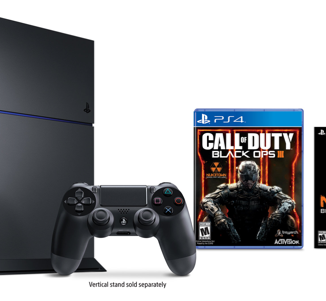 PS4
CALL OF DUTY
BLACK OPS III
ACTIVISION
M
Vertical stand sold separately